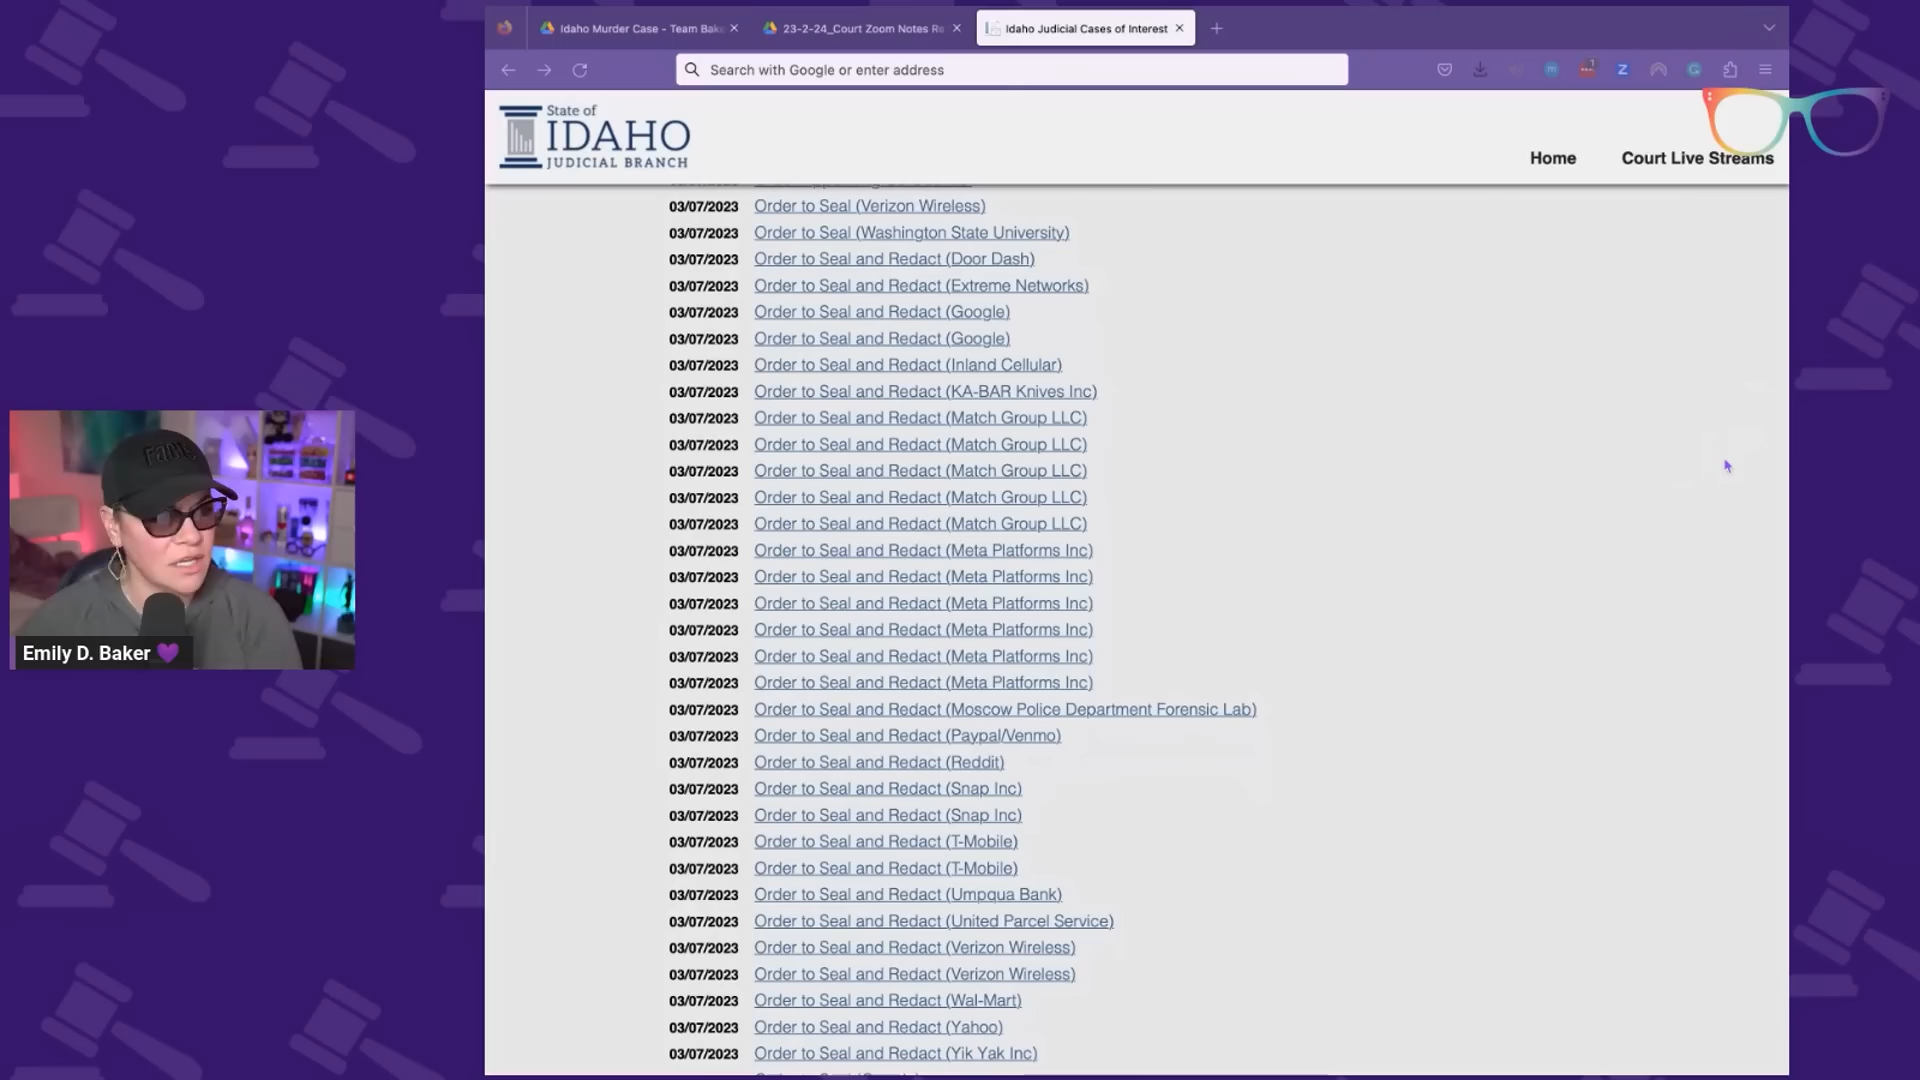 Idaho Murder Case - Team Bake
23-2-24_Court Zoom Notes Re
Idaho Judicial Cases of Interest
Search with Google or enter address
State of
IDAHO
JUDICIAL BRANCH
Home
Court Live Streams
03/07/2023 Order to Seal (Verizon Wireless)
03/07/2023 Order to Seal (Washington State University)
03/07/2023 Order to Seal and Redact (Door Dash)
03/07/2023 Order to Seal and Redact (Extreme Networks)
03/07/2023 Order to Seal and Redact (Google)
03/07/2023 Order to Seal and Redact (Google)
03/07/2023 Order to Seal and Redact (Inland Cellular)
03/07/2023 Order to Seal and Redact (KA-BAR Knives Inc)
03/07/2023 Order to Seal and Redact (Match Group LLC)
03/07/2023 Order to Seal and Redact (Match Group LLC)
03/07/2023 Order to Seal and Redact (Match Group LLC)
03/07/2023 Order to Seal and Redact (Match Group LLC)
03/07/2023 Order to Seal and Redact (Match Group LLC)
03/07/2023 Order to Seal and Redact (Meta Platforms Inc)
03/07/2023 Order to Seal and Redact (Meta Platforms Inc)
03/07/2023 Order to Seal and Redact (Meta Platforms Inc)
03/07/2023 Order to Seal and Redact (Meta Platforms Inc)
03/07/2023 Order to Seal and Redact (Meta Platforms Inc)
03/07/2023 Order to Seal and Redact (Meta Platforms Inc)
03/07/2023 Order to Seal and Redact (Moscow Police Department Forensic Lab)
03/07/2023 Order to Seal and Redact (Paypal/Venmo)
03/07/2023 Order to Seal and Redact (Reddit)
03/07/2023 Order to Seal and Redact (Snap Inc)
03/07/2023 Order to Seal and Redact (Snap Inc)
03/07/2023 Order to Seal and Redact (T-Mobile)
03/07/2023 Order to Seal and Redact (T-Mobile)
03/07/2023 Order to Seal and Redact (Umpqua Bank)
03/07/2023 Order to Seal and Redact (United Parcel Service)
03/07/2023 Order to Seal and Redact (Verizon Wireless)
03/07/2023 Order to Seal and Redact (Verizon Wireless)
03/07/2023 Order to Seal and Redact (Wal-Mart)
03/07/2023 Order to Seal and Redact (Yahoo)
03/07/2023 Order to Seal and Redact (Yik Yak Inc)
Emily D. Baker